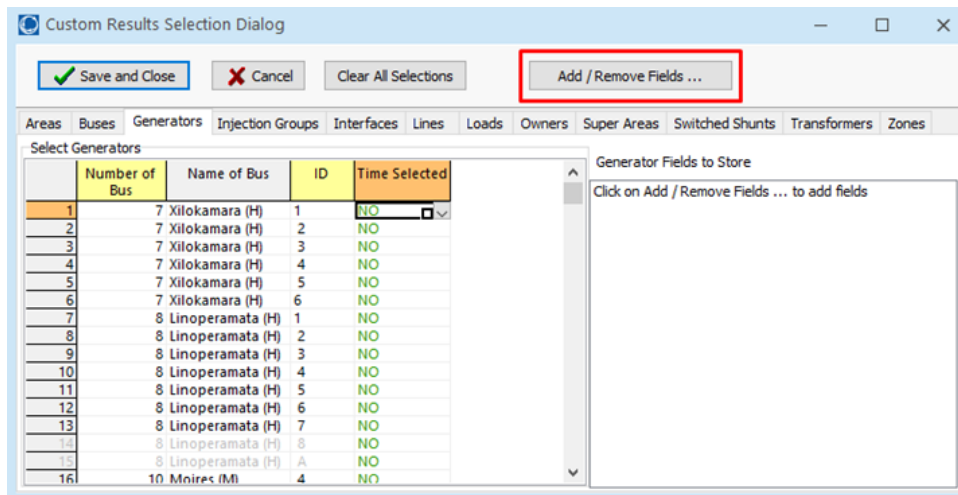 Custom Results Selection Dialog
Save and Close Cancel Clear All Selections Add / Remove Fields ...
Areas Buses Generators Injection Groups Interfaces Lines Loads Owners Super Areas Switched Shunts Transformers Zones
Select Generators
Generator Fields to Store
Number of Bus Name of Bus ID Time Selected
Click on Add / Remove Fields ... to add fields
1 7 Xilokamara (H) 1 NO
2 7 Xilokamara (H) 2 NO
3 7 Xilokamara (H) 3 NO
4 7 Xilokamara (H) 4 NO
5 7 Xilokamara (H) 5 NO
6 7 Xilokamara (H) 6 NO
7 8 Linoperamata (H) 1 NO
8 8 Linoperamata (H) 2 NO
9 8 Linoperamata (H) 3 NO
10 8 Linoperamata (H) 4 NO
11 8 Linoperamata (H) 5 NO
12 8 Linoperamata (H) 6 NO
13 8 Linoperamata (H) 7 NO
14 8 Linoperamata (H) 8 NO
15 8 Linoperamata (H) A NO
16 10 Moires (M) 4 NO